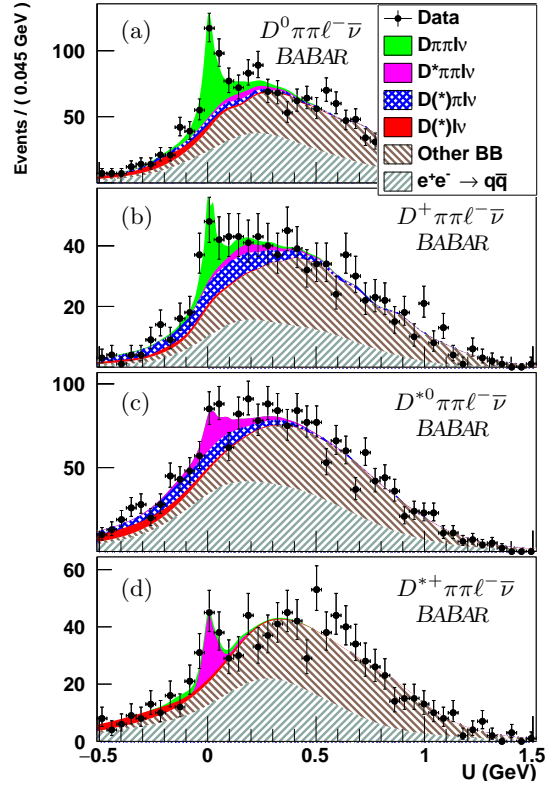 Events / ( 0.045 GeV )
(a)
D⁰ππℓ⁻ν̄
BABAR
100
50
Data
Dππlν
D*ππlν
D(*)πlν
D(*)lν
Other BB
e⁺e⁻ → qq̄
(b)
D⁺ππℓ⁻ν̄
BABAR
40
20
(c)
D*⁰ππℓ⁻ν̄
BABAR
100
50
(d)
D*⁺ππℓ⁻ν̄
BABAR
60
40
20
0
−0.5 0 0.5 1 1.5
U (GeV)